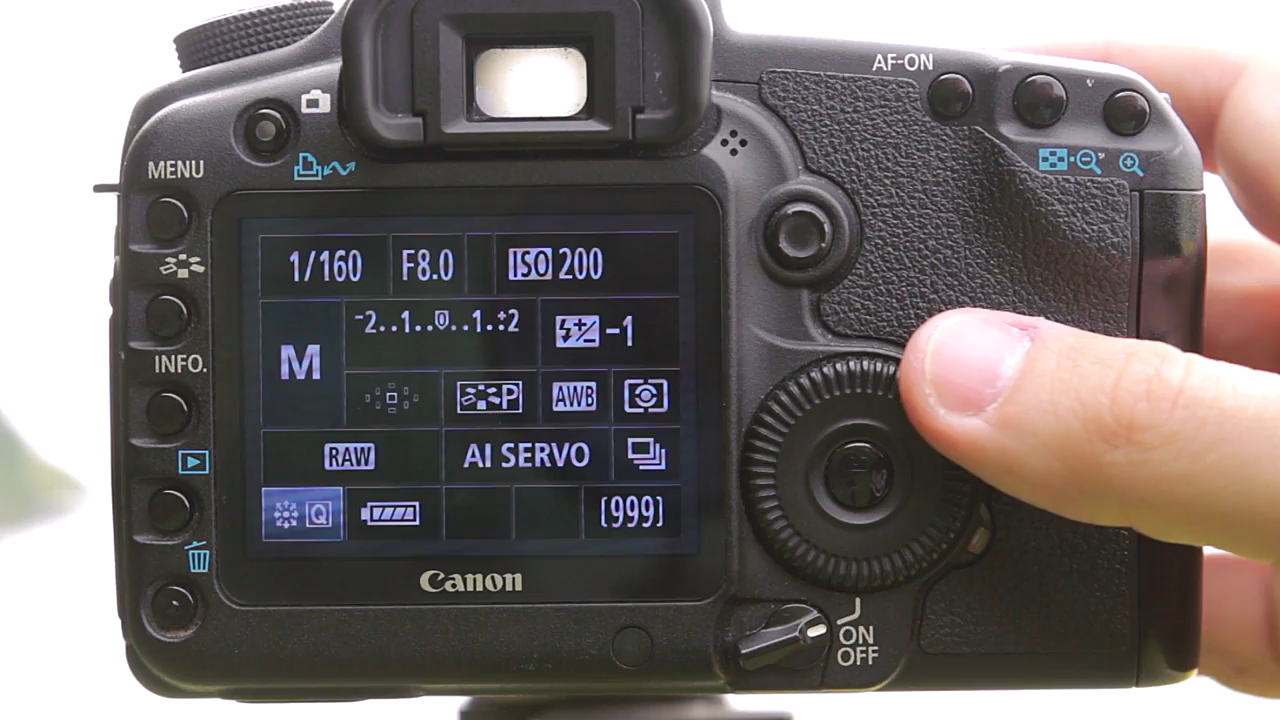 AF-ON
MENU
1/160 F8.0 ISO 200
-2..1..0..1.:+2 -1
M
INFO.
P AWB
RAW AI SERVO
Q [999]
Canon
ON
OFF